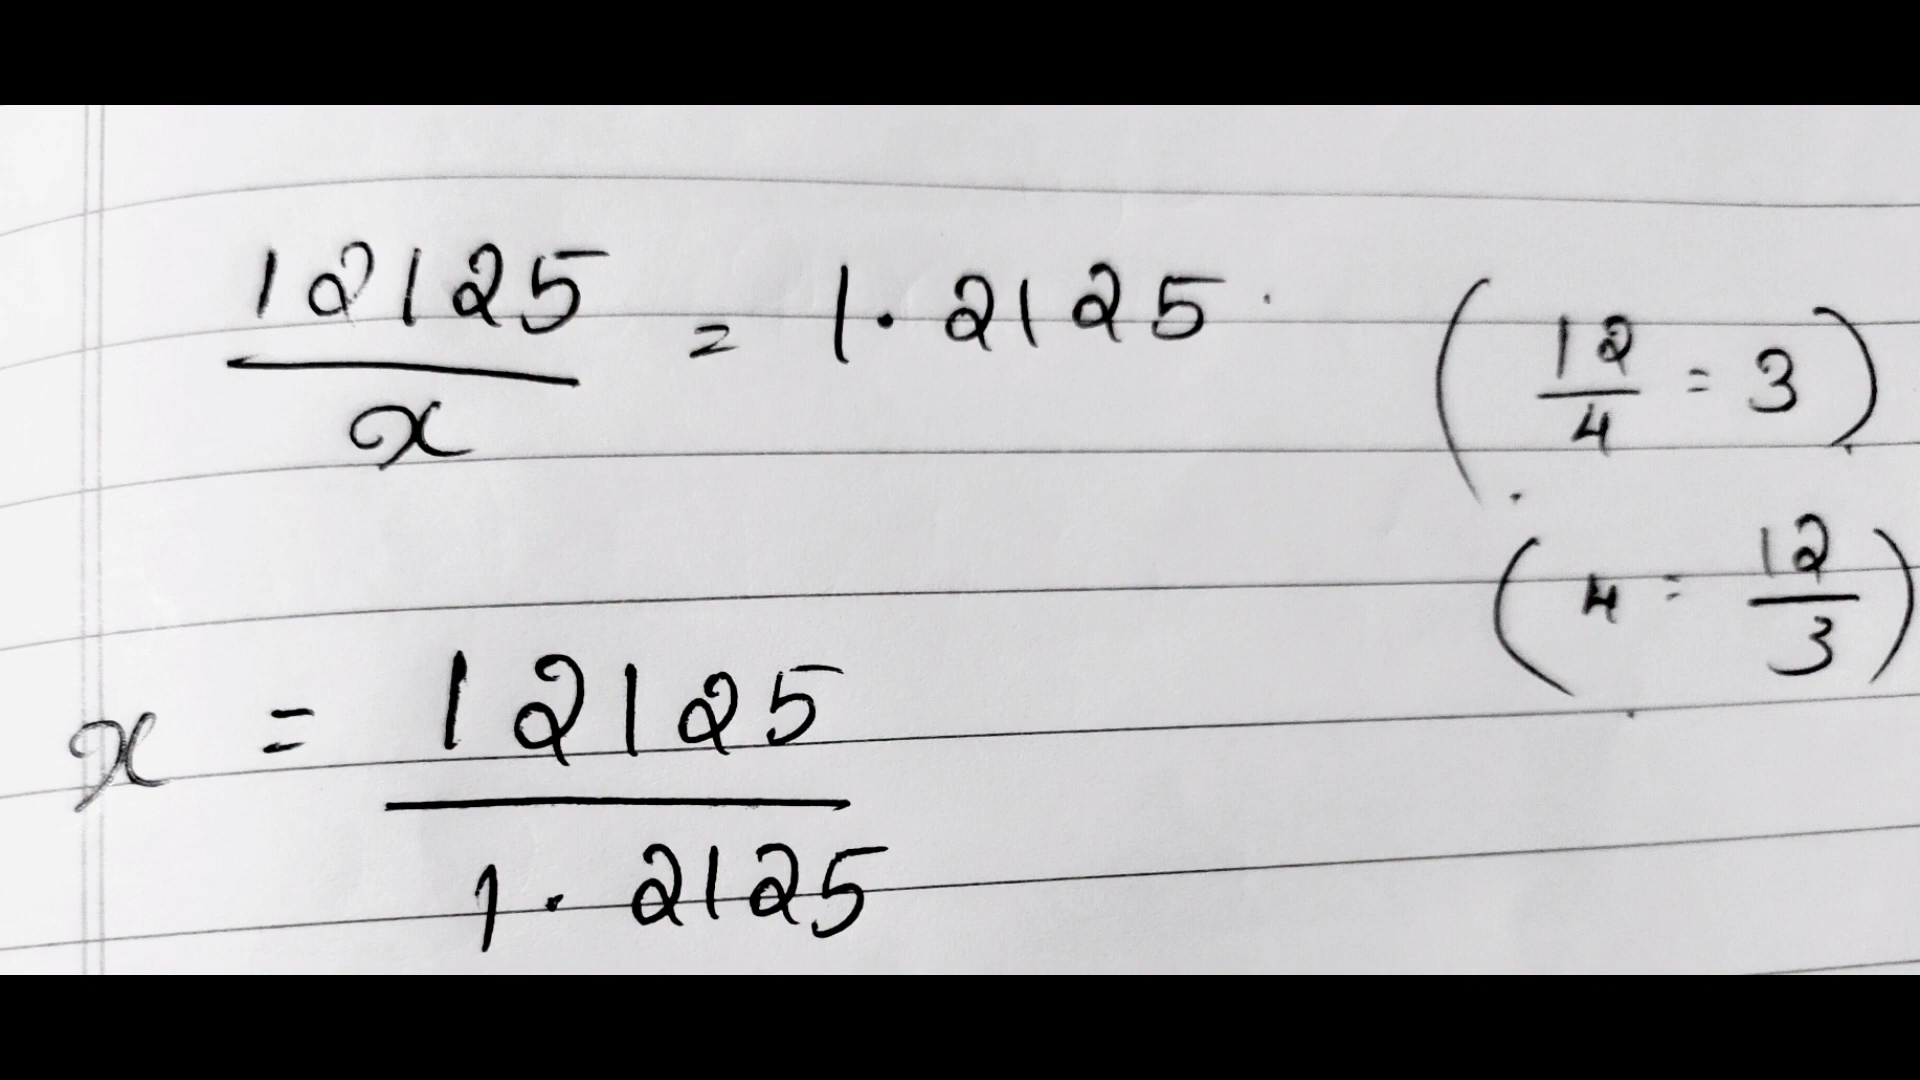 12125/x = 1.2125 (12/4 = 3)
(4 = 12/3)
x = 12125/1.2125